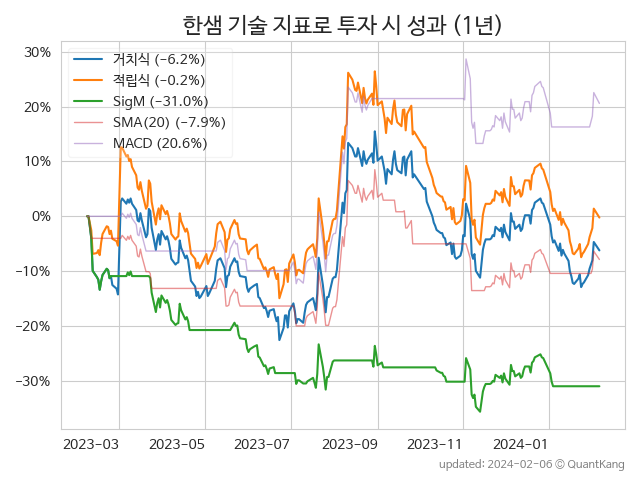 한샘 기술 지표로 투자 시 성과 (1년)
30%
20%
10%
0%
−10%
−20%
−30%
거치식 (−6.2%)
적립식 (−0.2%)
SigM (−31.0%)
SMA(20) (−7.9%)
MACD (20.6%)
2023-03
2023-05
2023-07
2023-09
2023-11
2024-01
updated: 2024-02-06 © QuantKang